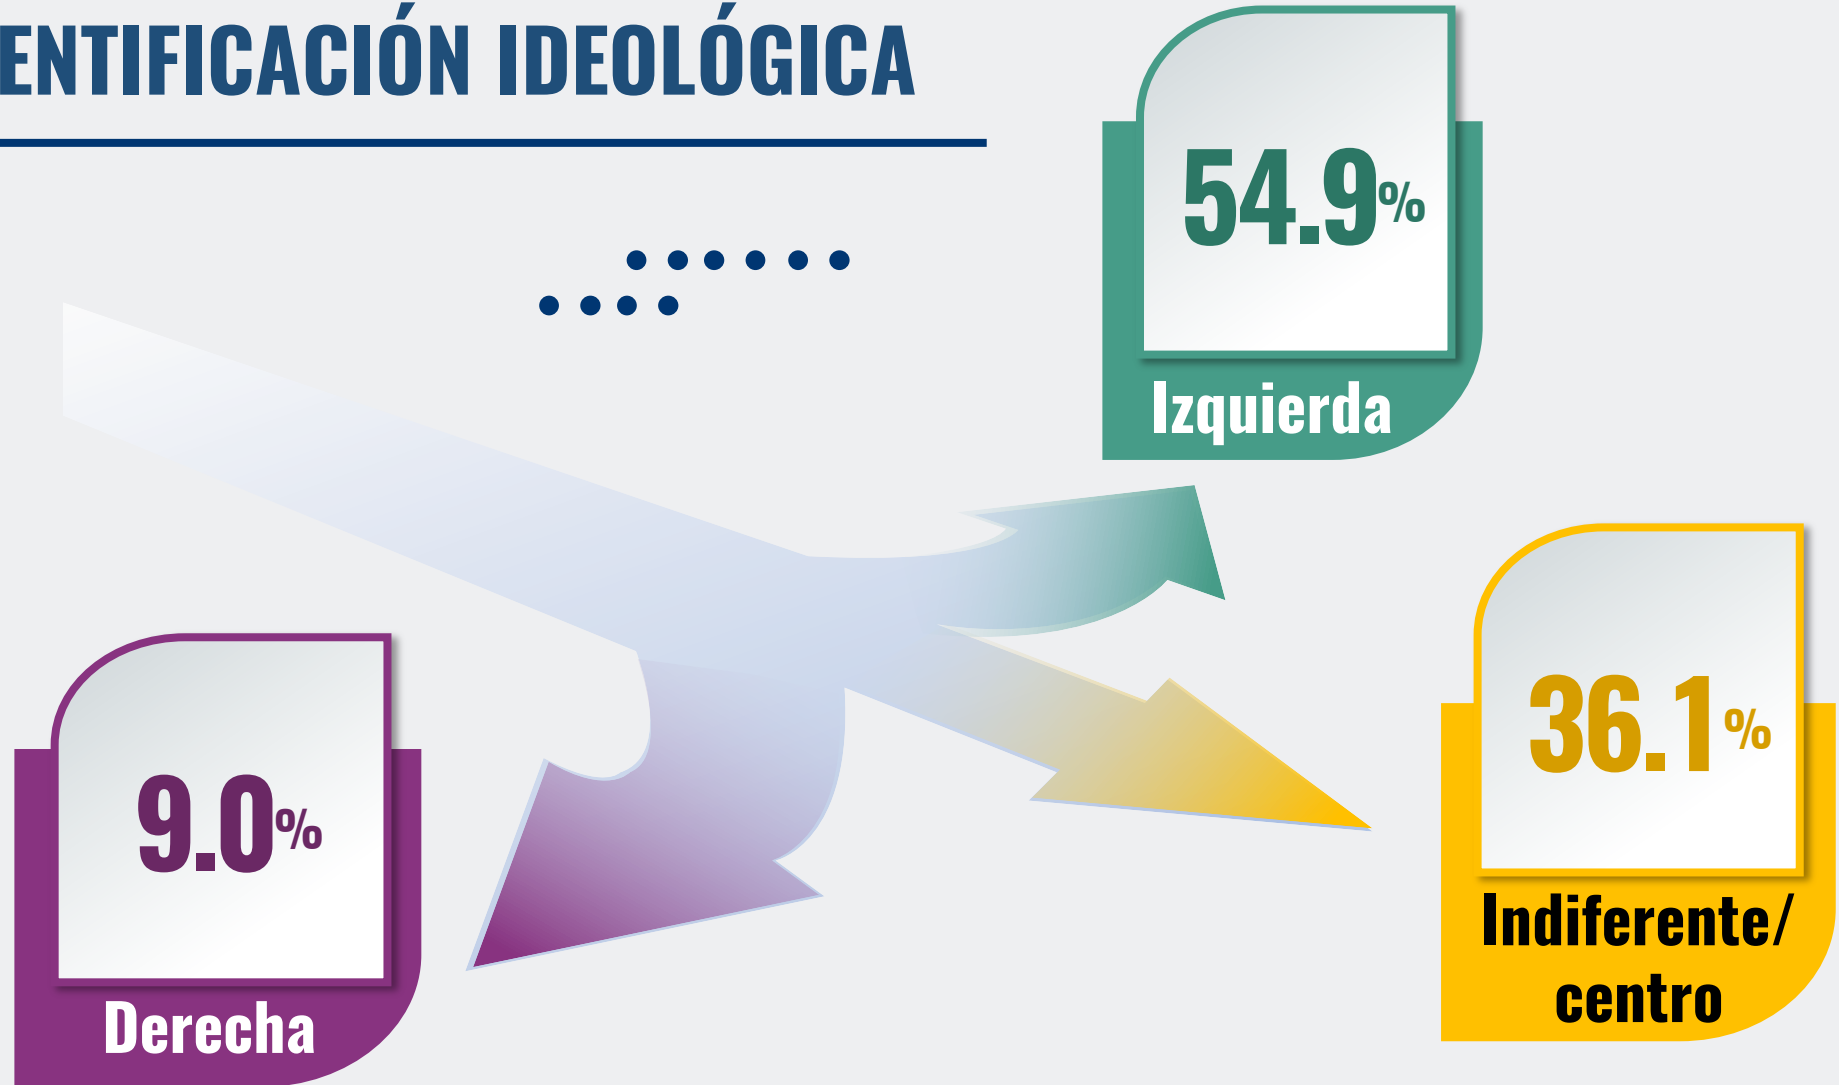 ENTIFICACIÓN IDEOLÓGICA
54.9%
Izquierda
36.1%
Indiferente/
centro
9.0%
Derecha